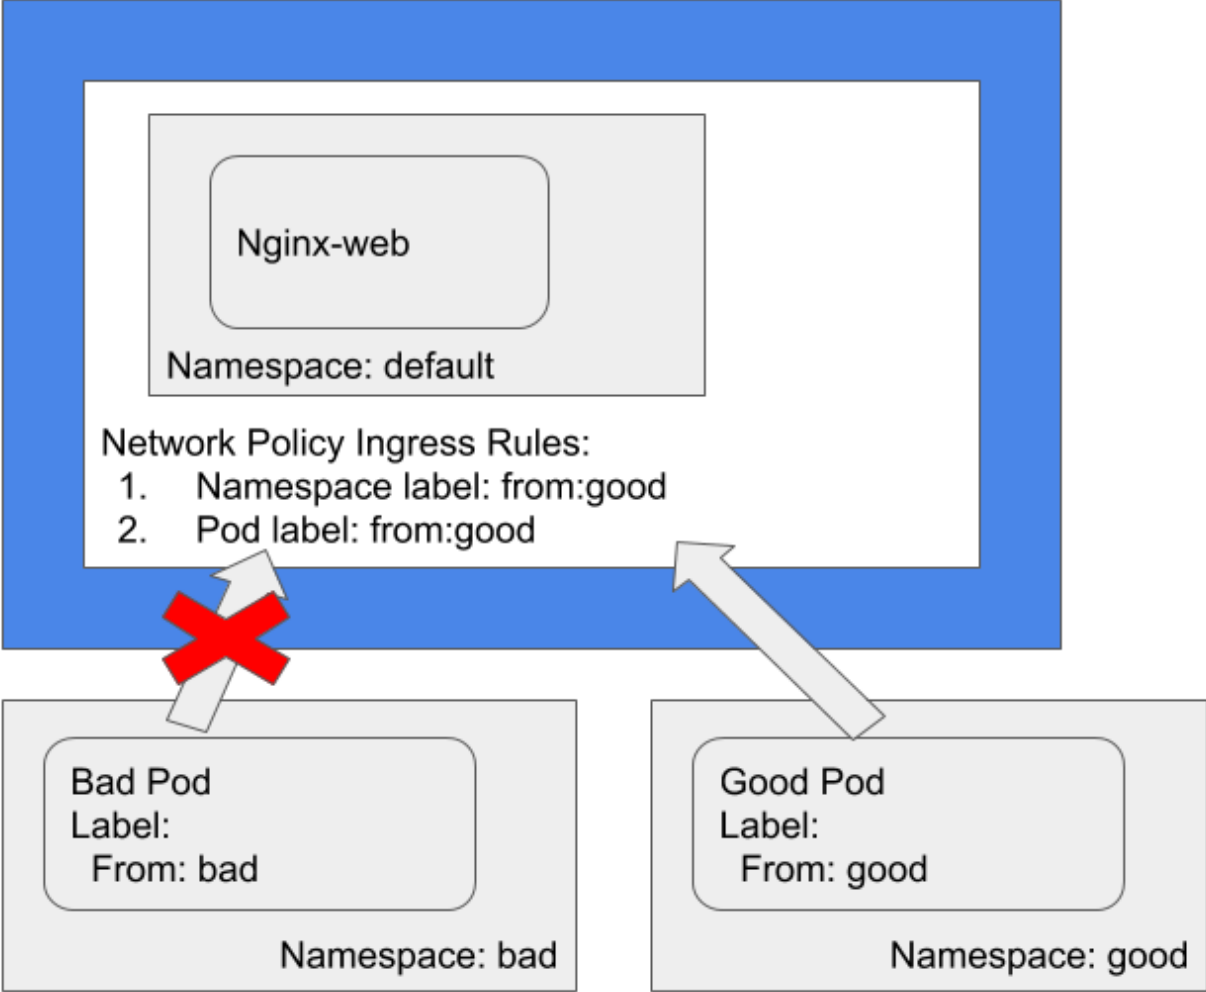 Nginx-web
Namespace: default
Network Policy Ingress Rules:
1. Namespace label: from:good
2. Pod label: from:good
Bad Pod
Label:
From: bad
Namespace: bad
Good Pod
Label:
From: good
Namespace: good